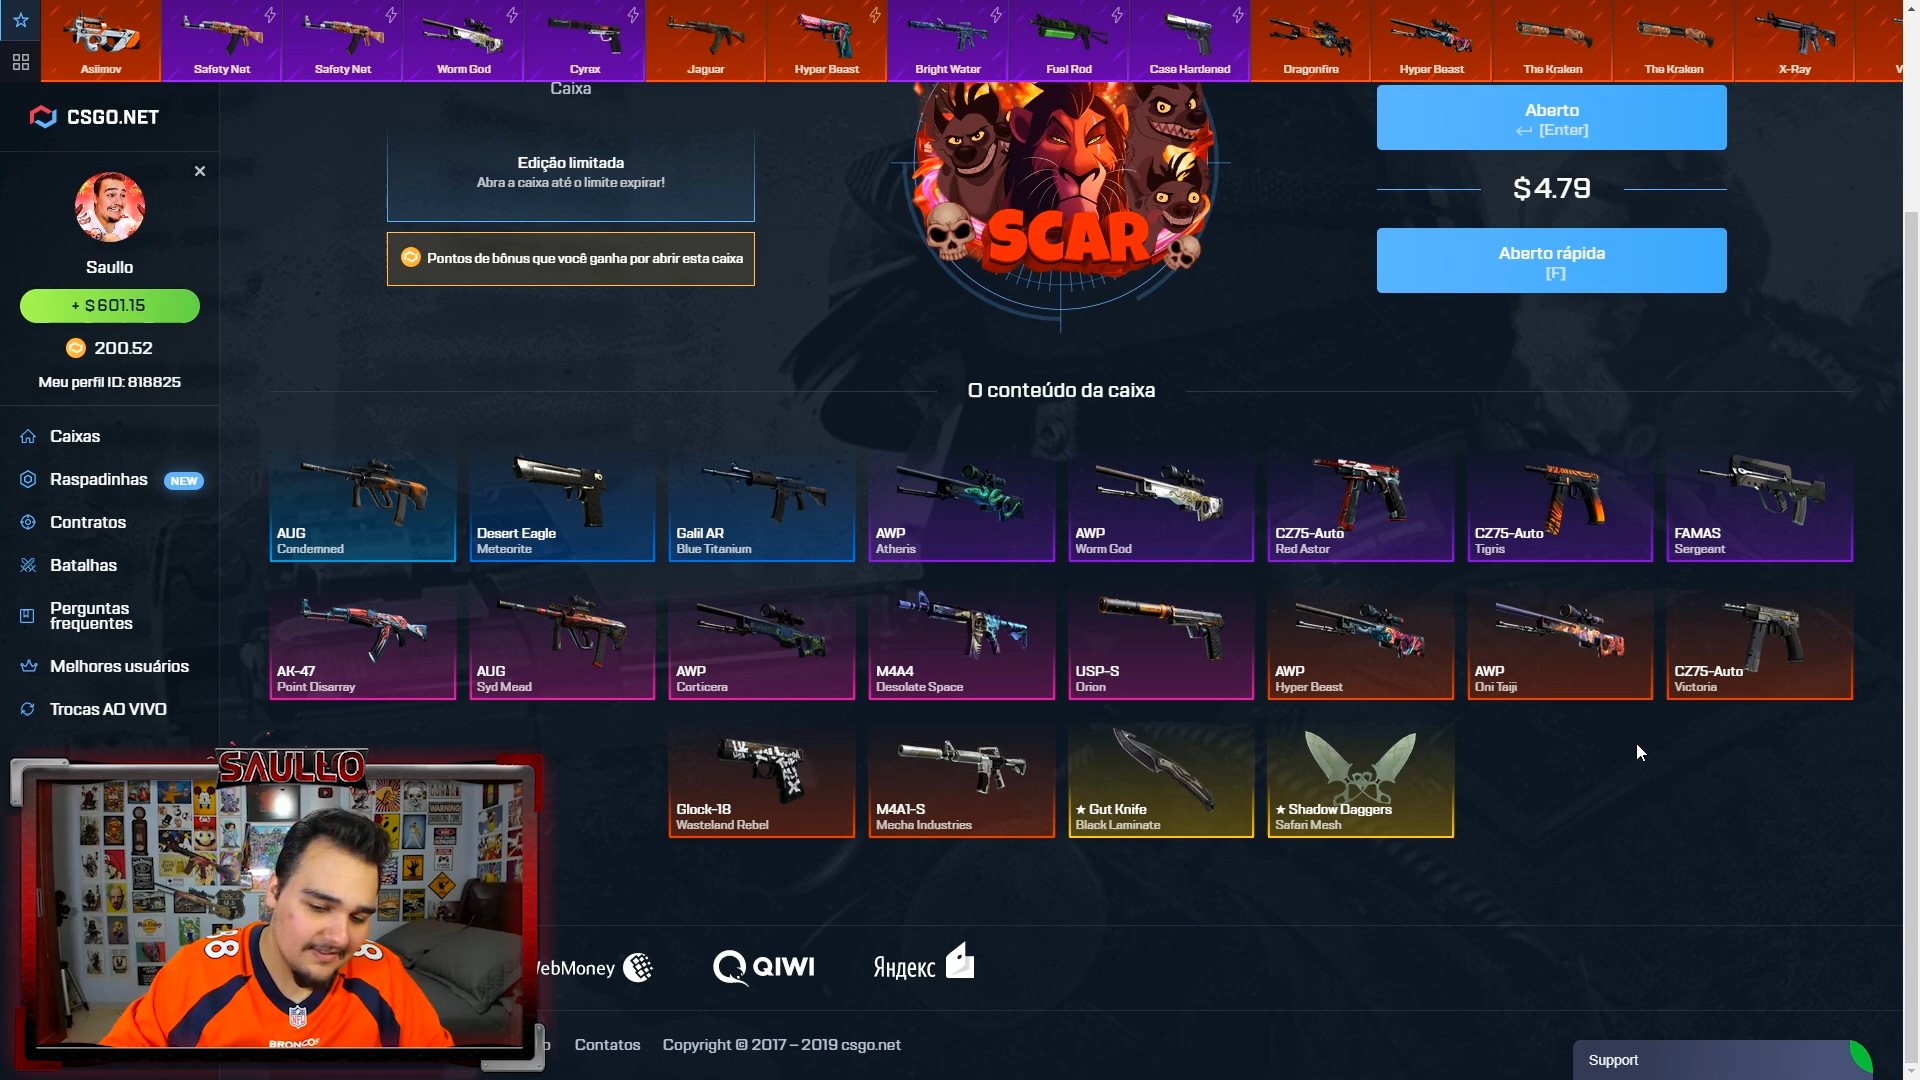 Asiimov
Safety Net
Safety Net
Worm God
Cyrex
Jaguar
Hyper Beast
Bright Water
Fuel Rod
Case Hardened
Dragonfire
Hyper Beast
The Kraken
The Kraken
X-Ray
CSGO.NET
Saullo
+ $601.15
200.52
Meu perfil ID: 818825
Caixas
Raspadinhas NEW
Contratos
Batalhas
Perguntas
frequentes
Melhores usuários
Trocas AO VIVO
Caixa
Edição limitada
Abra a caixa até o limite expirar!
Pontos de bônus que você ganha por abrir esta caixa
SCAR
Aberto
[Enter]
$4.79
Aberto rápida
[F]
O conteúdo da caixa
AUG
Condemned
Desert Eagle
Meteorite
Galil AR
Blue Titanium
AWP
Atheris
AWP
Worm God
CZ75-Auto
Red Astor
CZ75-Auto
Tigris
FAMAS
Sergeant
AK-47
Point Disarray
AUG
Syd Mead
AWP
Corticera
M4A4
Desolate Space
USP-S
Orion
AWP
Hyper Beast
AWP
Oni Taiji
CZ75-Auto
Victoria
Glock-18
Wasteland Rebel
M4A1-S
Mecha Industries
★ Gut Knife
Black Laminate
★ Shadow Daggers
Safari Mesh
SAULLO
WARNING
98
NFL
BRONCOS
WebMoney
QIWI
Яндекс
Contatos
Copyright © 2017 – 2019 csgo.net
Support